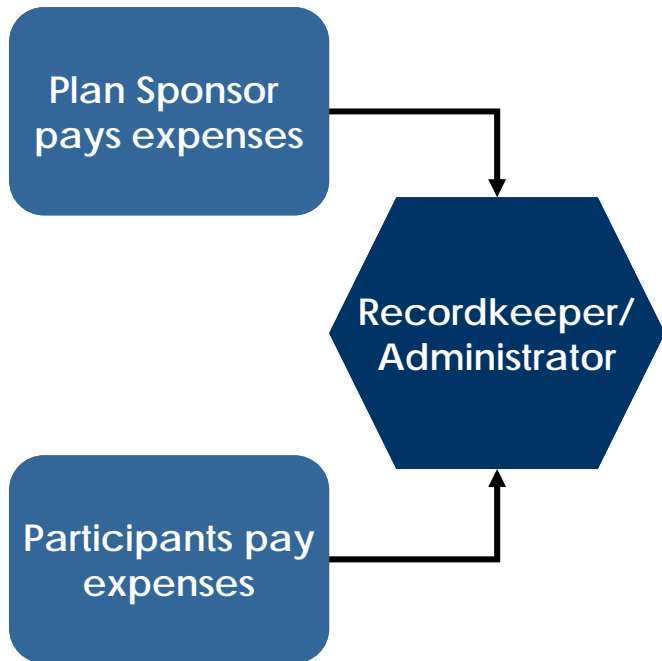 Plan Sponsor
pays expenses
Recordkeeper/
Administrator
Participants pay
expenses